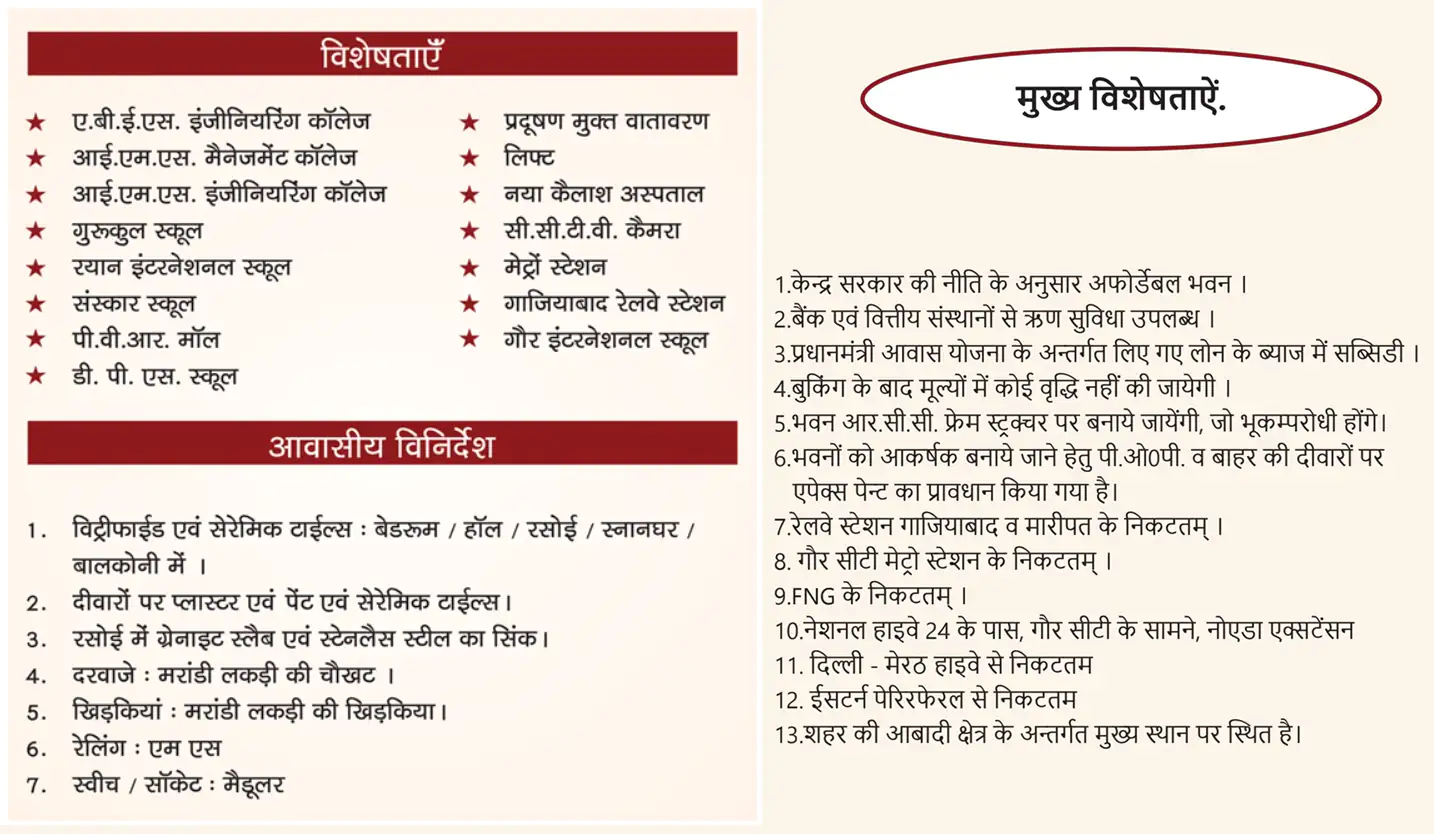 विशेषताएँ
ए.बी.ई.एस. इंजीनियरिंग कॉलेज
आई.एम.एस. मैनेजमेंट कॉलेज
आई.एम.एस. इंजीनियरिंग कॉलेज
गुरूकुल स्कूल
रयान इंटरनेशनल स्कूल
संस्कार स्कूल
पी.वी.आर. मॉल
डी. पी. एस. स्कूल
प्रदूषण मुक्त वातावरण
लिफ्ट
नया कैलाश अस्पताल
सी.सी.टी.वी. कैमरा
मेट्रों स्टेशन
गाजियाबाद रेलवे स्टेशन
गौर इंटरनेशनल स्कूल
आवासीय विनिर्देश
1. विट्रीफाईड एवं सेरेमिक टाईल्स : बेडरूम / हॉल / रसोई / स्नानघर /
बालकोनी में ।
2. दीवारों पर प्लास्टर एवं पेंट एवं सेरेमिक टाईल्स।
3. रसोई में ग्रेनाइट स्लैब एवं स्टेनलैस स्टील का सिंक।
4. दरवाजे : मरांडी लकड़ी की चौखट ।
5. खिड़कियां : मरांडी लकड़ी की खिड़किया।
6. रेलिंग : एम एस
7. स्वीच / सॉकेट : मैडूलर
मुख्य विशेषताऐं.
1.केन्द्र सरकार की नीति के अनुसार अफोर्डेबल भवन ।
2.बैंक एवं वित्तीय संस्थानों से ऋण सुविधा उपलब्ध ।
3.प्रधानमंत्री आवास योजना के अन्तर्गत लिए गए लोन के ब्याज में सब्सिडी ।
4.बुकिंग के बाद मूल्यों में कोई वृद्धि नहीं की जायेगी ।
5.भवन आर.सी.सी. फ्रेम स्ट्रक्चर पर बनाये जायेंगी, जो भूकम्परोधी होंगे।
6.भवनों को आकर्षक बनाये जाने हेतु पी.ओ0पी. व बाहर की दीवारों पर
एपेक्स पेन्ट का प्रावधान किया गया है।
7.रेलवे स्टेशन गाजियाबाद व मारीपत के निकटतम् ।
8. गौर सीटी मेट्रो स्टेशन के निकटतम् ।
9.FNG के निकटतम् ।
10.नेशनल हाइवे 24 के पास, गौर सीटी के सामने, नोएडा एक्सटेंसन
11. दिल्ली - मेरठ हाइवे से निकटतम
12. ईसटर्न पेरिरफेरल से निकटतम
13.शहर की आबादी क्षेत्र के अन्तर्गत मुख्य स्थान पर स्थित है।